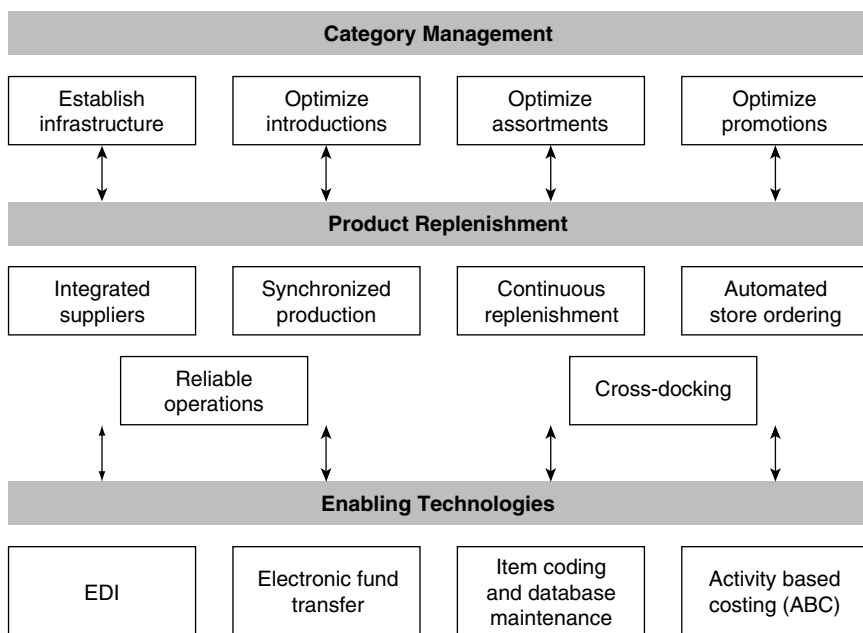 Category Management
Establish
infrastructure
Optimize
introductions
Optimize
assortments
Optimize
promotions
Product Replenishment
Integrated
suppliers
Synchronized
production
Continuous
replenishment
Automated
store ordering
Reliable
operations
Cross-docking
Enabling Technologies
EDI
Electronic fund
transfer
Item coding
and database
maintenance
Activity based
costing (ABC)